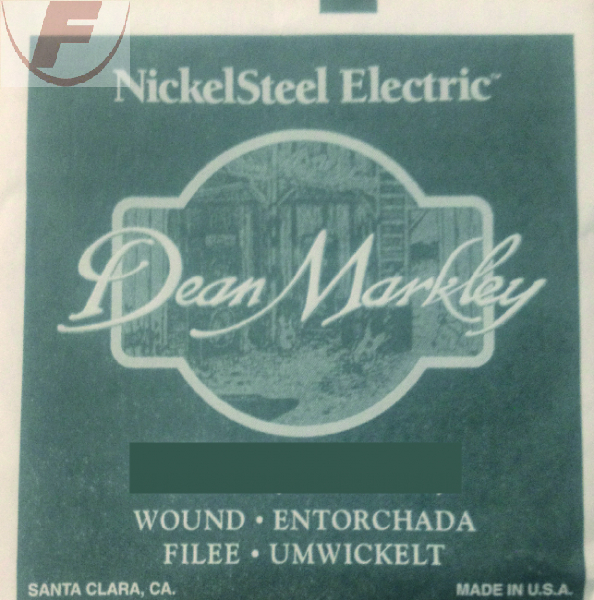 F
NickelSteel Electric™
Dean Markley
WOUND • ENTORCHADA
FILEE • UMWICKELT
SANTA CLARA, CA.
MADE IN U.S.A.